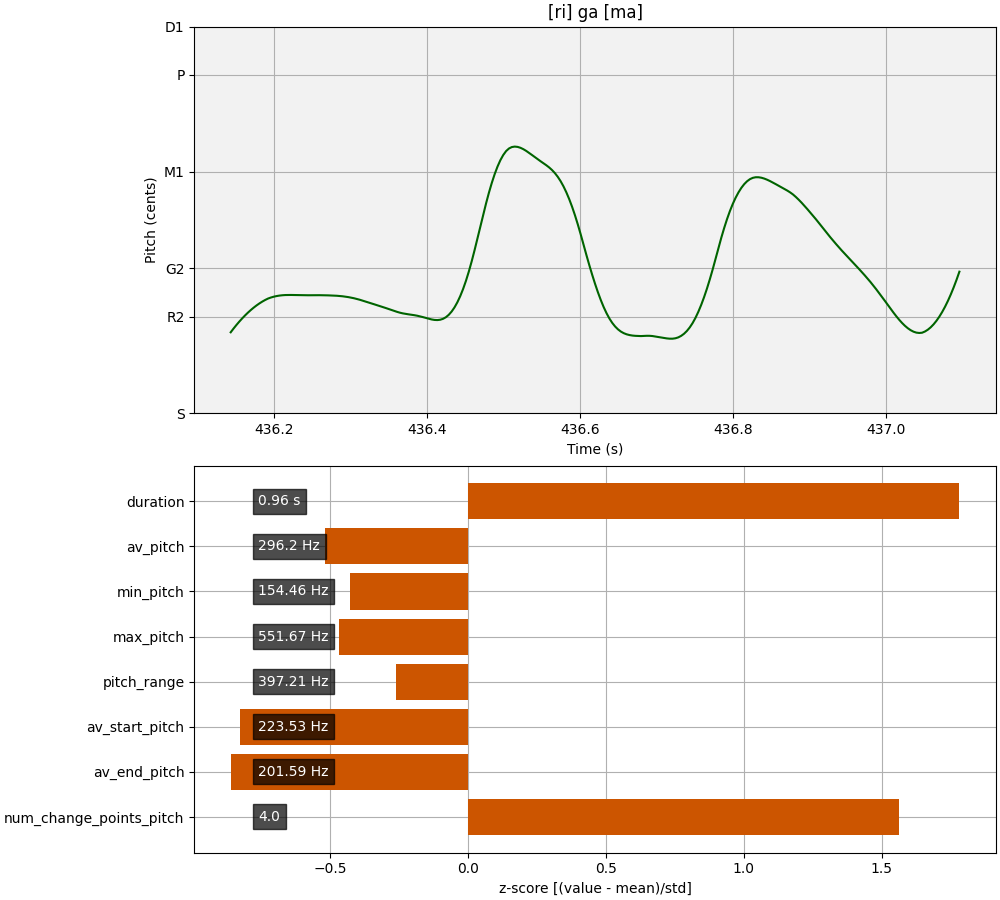 [ri] ga [ma]
D1
P
M1
G2
R2
S
Pitch (cents)
436.2 436.4 436.6 436.8 437.0
Time (s)
duration 0.96 s
av_pitch 296.2 Hz
min_pitch 154.46 Hz
max_pitch 551.67 Hz
pitch_range 397.21 Hz
av_start_pitch 223.53 Hz
av_end_pitch 201.59 Hz
num_change_points_pitch 4.0
−0.5 0.0 0.5 1.0 1.5
z-score [(value - mean)/std]